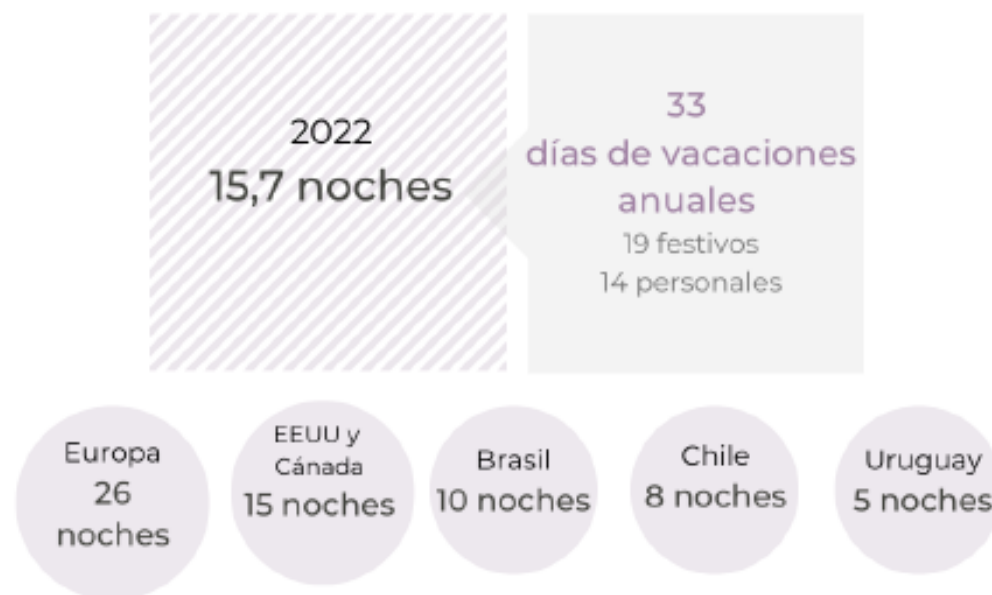 2022
15,7 noches
33
días de vacaciones
anuales
19 festivos
14 personales
Europa
26
noches
EEUU y
Cánada
15 noches
Brasil
10 noches
Chile
8 noches
Uruguay
5 noches